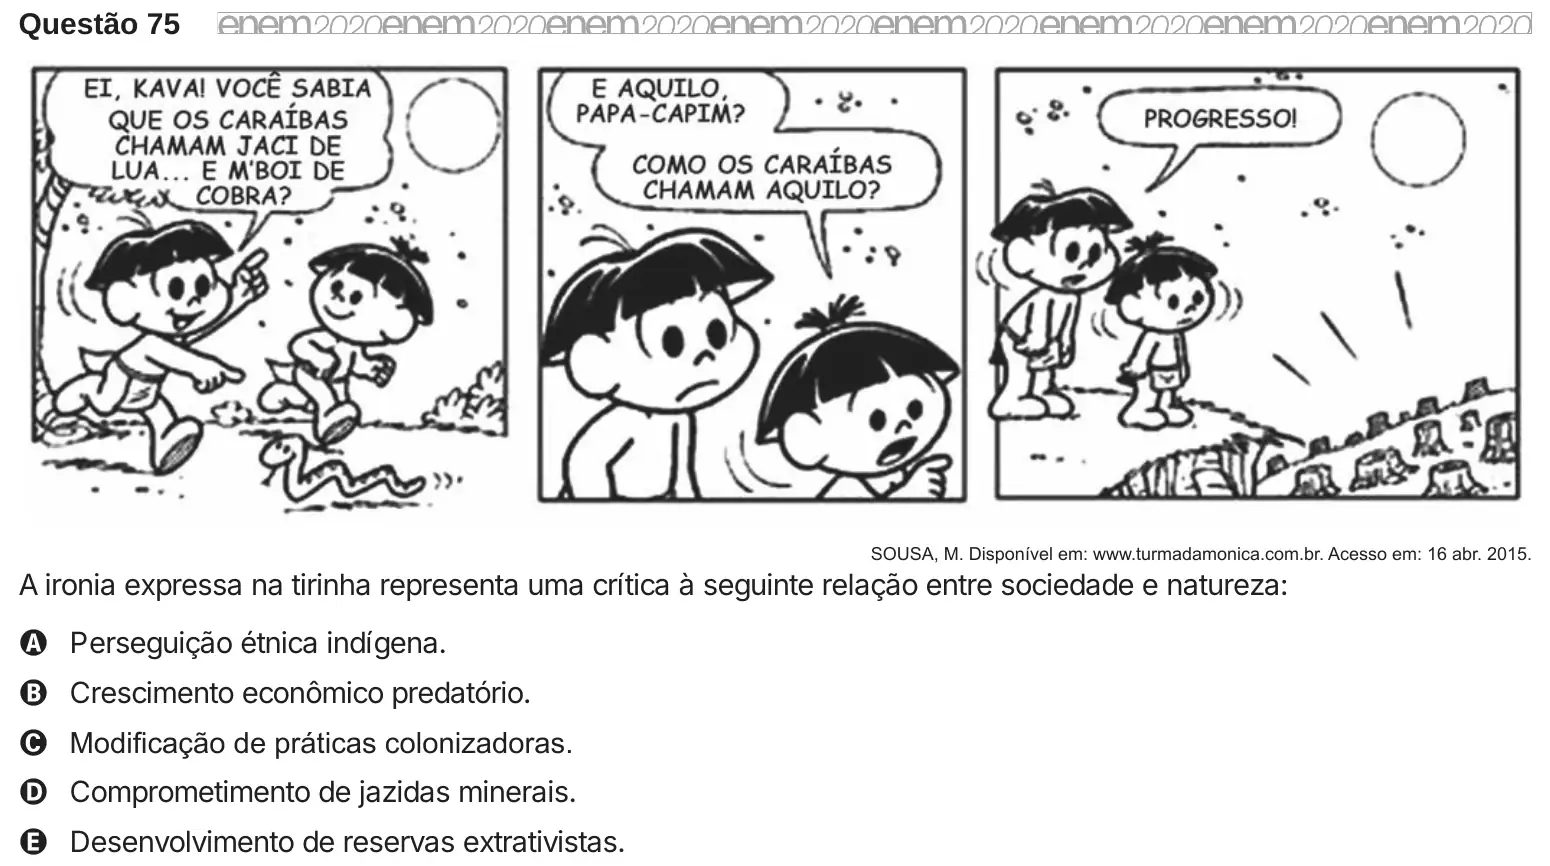 Questão 75
enem2020enem2020enem2020enem2020enem2020enem2020enem2020enem2020
EI, KAVA! VOCÊ SABIA
QUE OS CARAÍBAS
CHAMAM JACI DE
LUA... E M'BOI DE
COBRA?
E AQUILO,
PAPA-CAPIM?
COMO OS CARAÍBAS
CHAMAM AQUILO?
PROGRESSO!
SOUSA, M. Disponível em: www.turmadamonica.com.br. Acesso em: 16 abr. 2015.
A ironia expressa na tirinha representa uma crítica à seguinte relação entre sociedade e natureza:
A Perseguição étnica indígena.
B Crescimento econômico predatório.
C Modificação de práticas colonizadoras.
D Comprometimento de jazidas minerais.
E Desenvolvimento de reservas extrativistas.